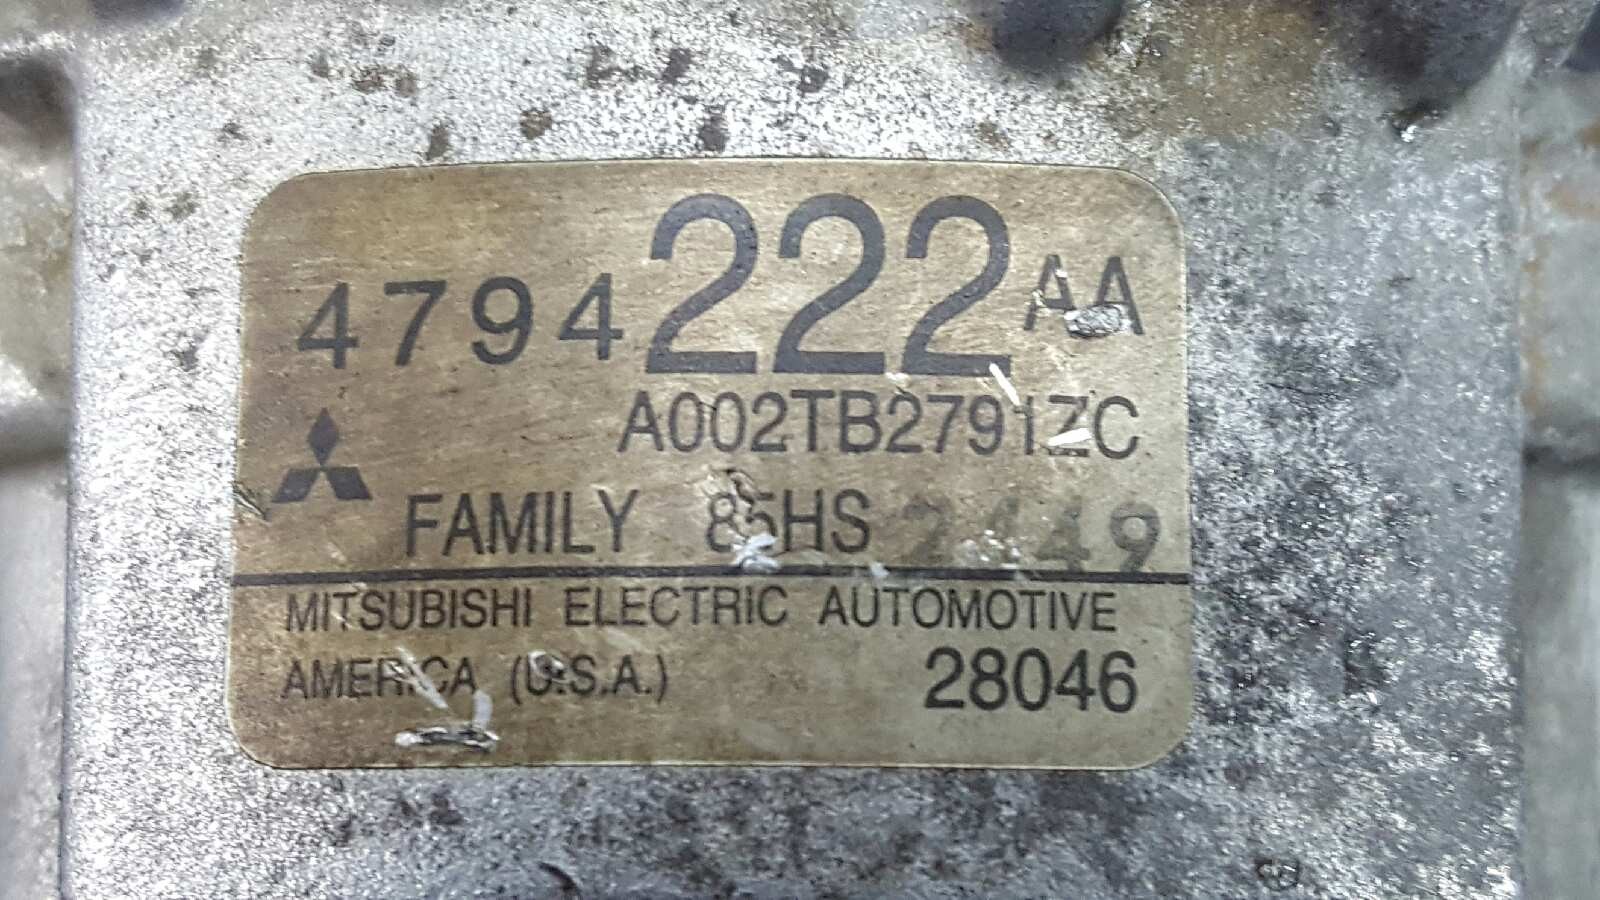 4794222AA
A002TB2791ZC
FAMILY 85HS
MITSUBISHI ELECTRIC AUTOMOTIVE
AMERICA (U.S.A.) 28046